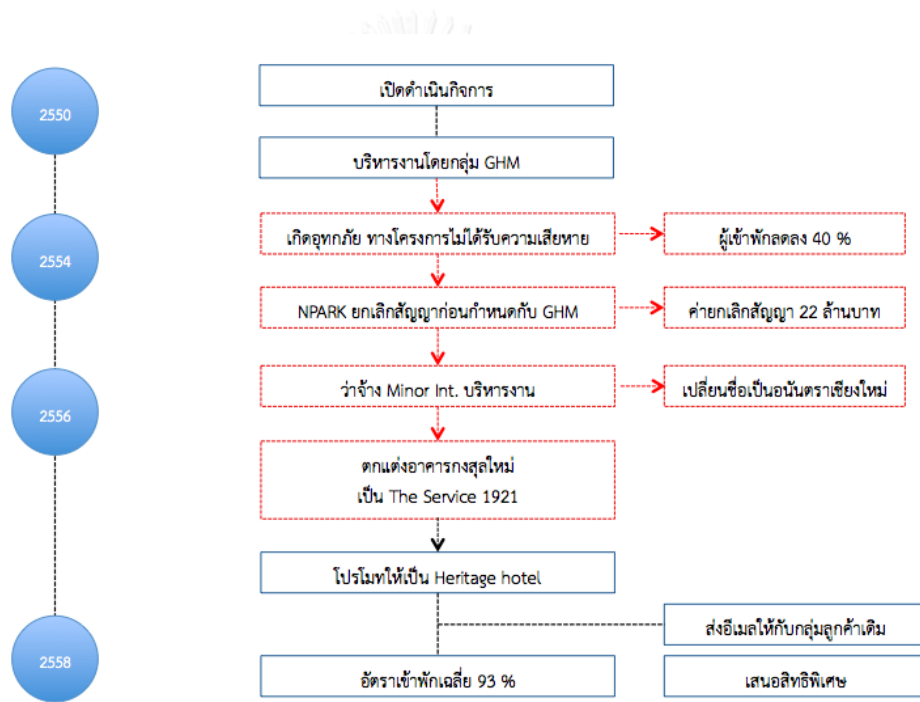 2550
เปิดดำเนินกิจการ
บริหารงานโดยกลุ่ม GHM
2554
เกิดอุทกภัย ทางโครงการไม่ได้รับความเสียหาย
ผู้เข้าพักลดลง 40 %
NPARK ยกเลิกสัญญาก่อนกำหนดกับ GHM
ค่ายกเลิกสัญญา 22 ล้านบาท
2556
ว่าจ้าง Minor Int. บริหารงาน
เปลี่ยนชื่อเป็นอนันตราเชียงใหม่
ตกแต่งอาคารกงสุลใหม่
เป็น The Service 1921
โปรโมทให้เป็น Heritage hotel
ส่งอีเมลให้กับกลุ่มลูกค้าเดิม
2558
อัตราเข้าพักเฉลี่ย 93 %
เสนอสิทธิพิเศษ